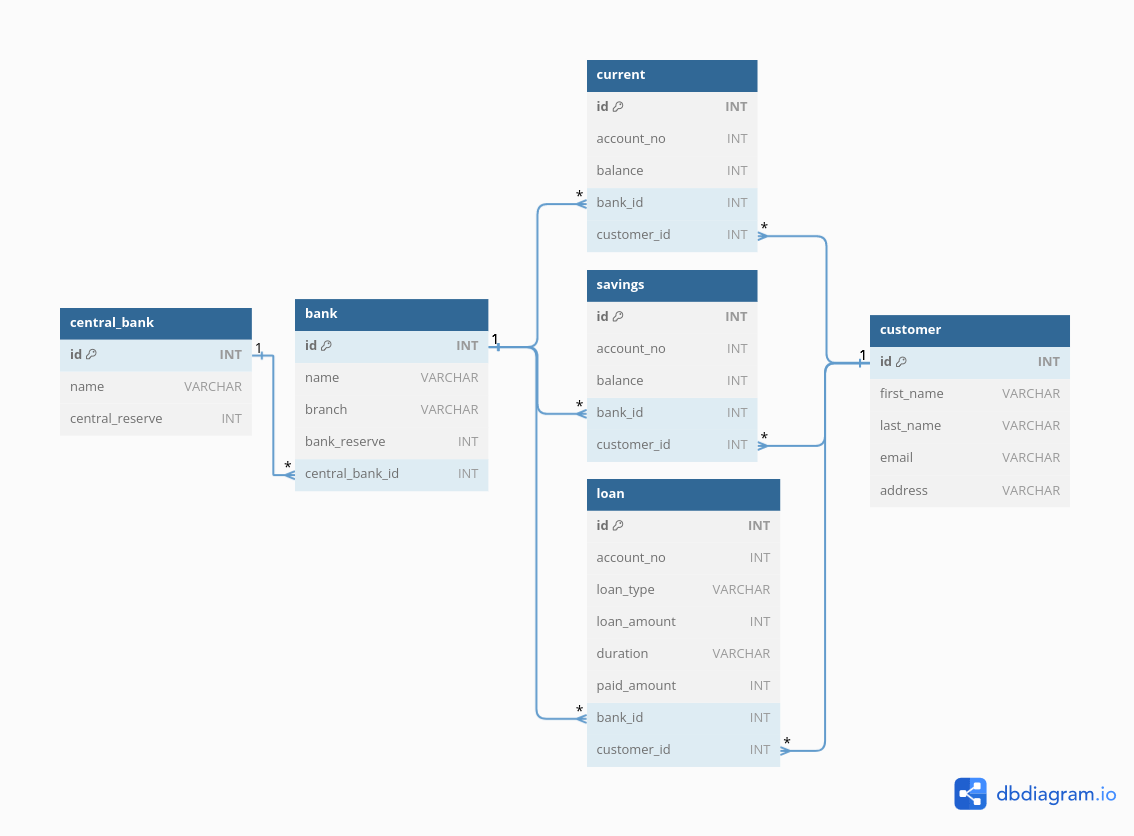 current
id INT
account_no INT
balance INT
* bank_id INT
customer_id INT *
savings
id INT
account_no INT
balance INT
* bank_id INT
customer_id INT *
central_bank
id INT 1
name VARCHAR
central_reserve INT
bank
id INT 1
name VARCHAR
branch VARCHAR
bank_reserve INT
* central_bank_id INT
customer
1 id INT
first_name VARCHAR
last_name VARCHAR
email VARCHAR
address VARCHAR
loan
id INT
account_no INT
loan_type VARCHAR
loan_amount INT
duration VARCHAR
paid_amount INT
* bank_id INT
customer_id INT *
dbdiagram.io